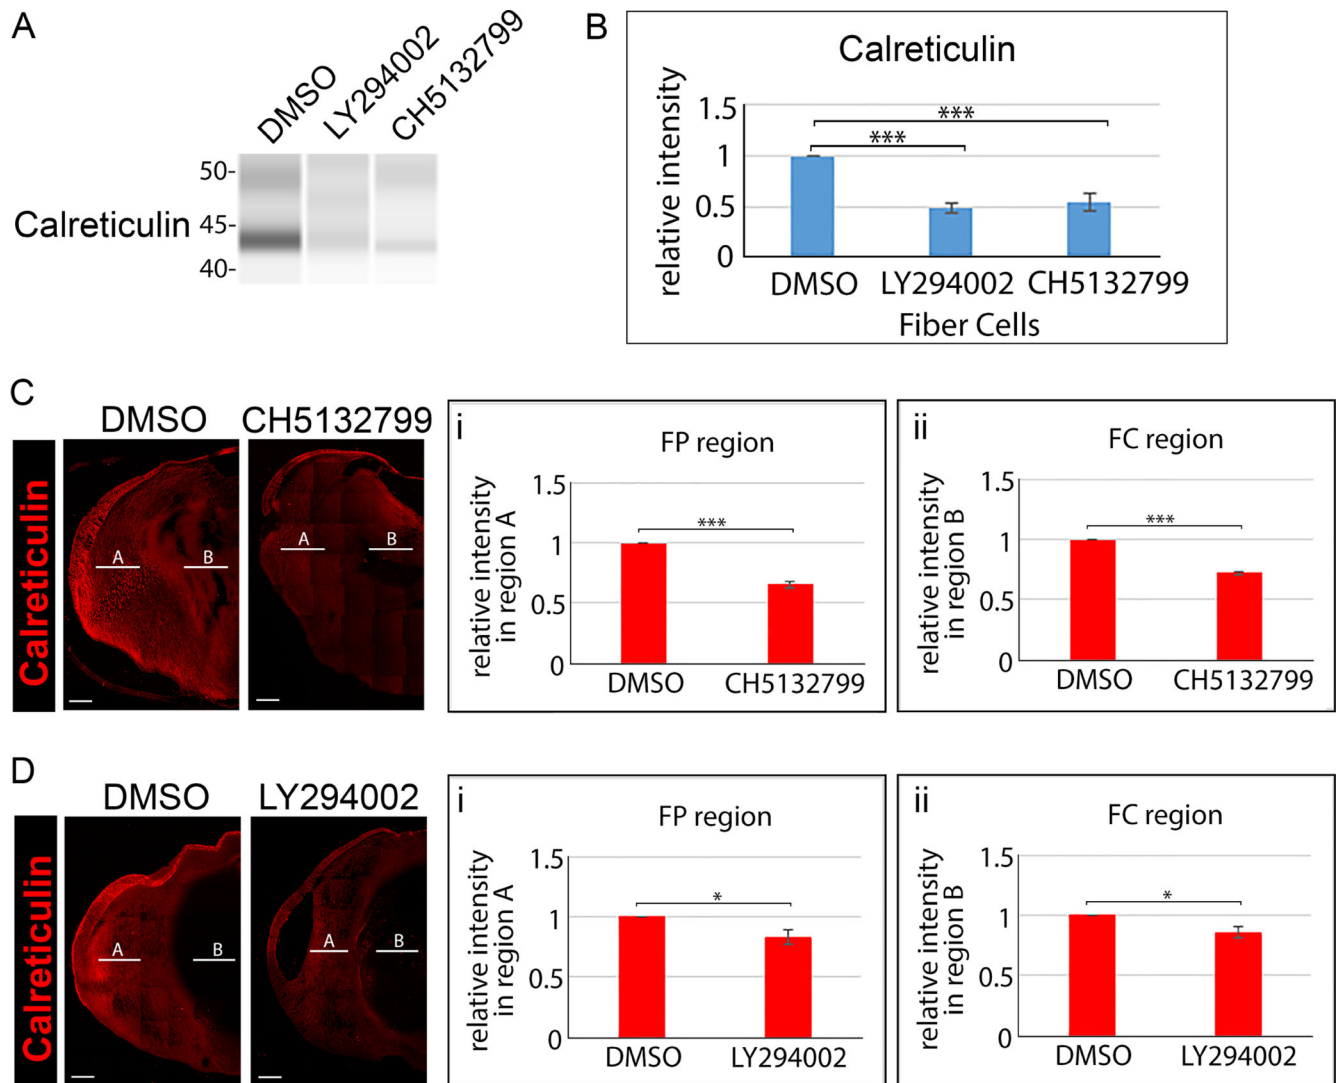 A
DMSO
LY294002
CH5132799
50-
45-
40-
Calreticulin
B
Calreticulin
relative intensity
1.5
1
0.5
0
***
***
DMSO
LY294002
CH5132799
Fiber Cells
C
Calreticulin
DMSO
CH5132799
A
B
A
B
i
FP region
relative intensity
in region A
1.5
1
0.5
0
***
DMSO
CH5132799
ii
FC region
relative intensity
in region B
1.5
1
0.5
0
***
DMSO
CH5132799
D
Calreticulin
DMSO
LY294002
A
B
A
B
i
FP region
relative intensity
in region A
1.5
1
0.5
0
*
DMSO
LY294002
ii
FC region
relative intensity
in region B
1.5
1
0.5
0
*
DMSO
LY294002